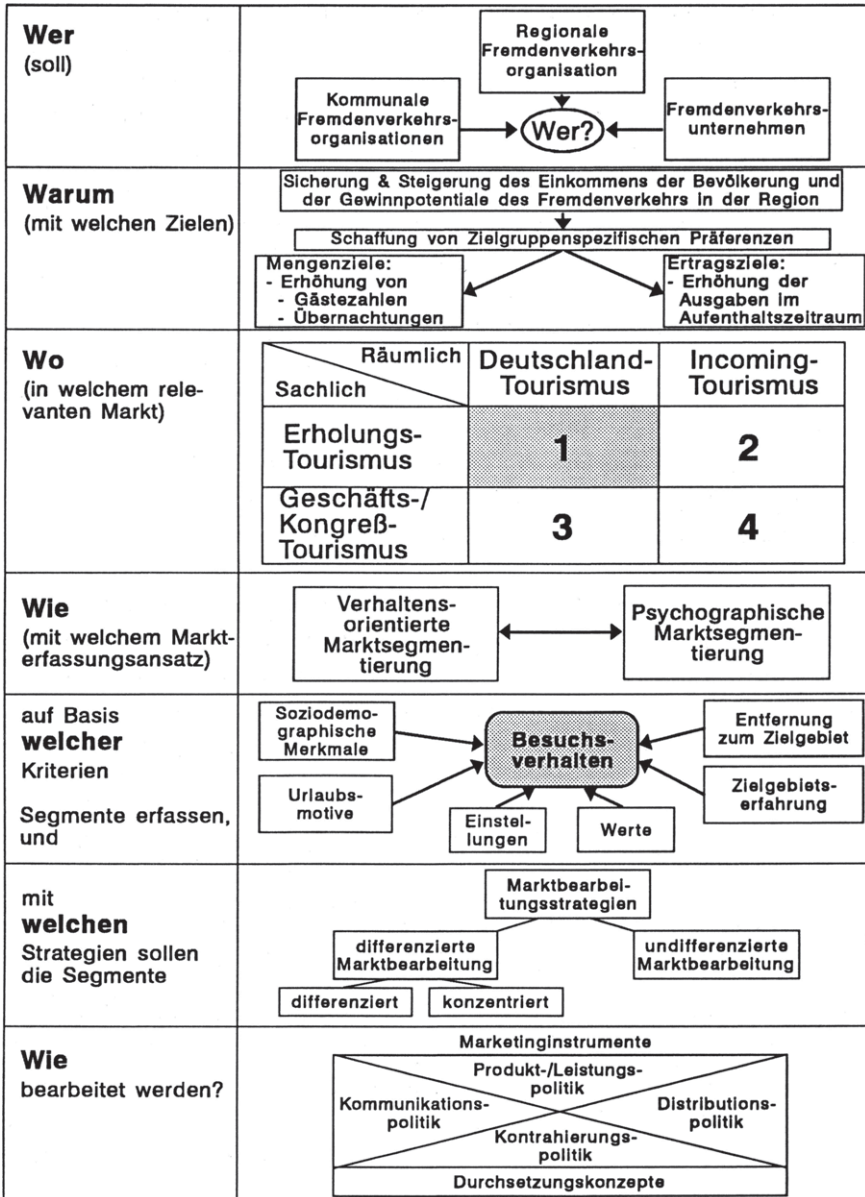 Wer
(soll)
Regionale
Fremdenverkehrs-
organisation
Kommunale
Fremdenverkehrs-
organisationen
Wer?
Fremdenverkehrs-
unternehmen
Warum
(mit welchen Zielen)
Sicherung & Steigerung des Einkommens der Bevölkerung und
der Gewinnpotentiale des Fremdenverkehrs in der Region
Schaffung von Zielgruppenspezifischen Präferenzen
Mengenziele:
- Erhöhung von
- Gästezahlen
- Übernachtungen
Ertragsziele:
- Erhöhung der
Ausgaben im
Aufenthaltszeitraum
Wo
(in welchem rele-
vanten Markt)
Räumlich
Sachlich
Deutschland-
Tourismus
Incoming-
Tourismus
Erholungs-
Tourismus
1
2
Geschäfts-/
Kongreß-
Tourismus
3
4
Wie
(mit welchem Markt-
erfassungsansatz)
Verhaltens-
orientierte
Marktsegmen-
tierung
Psychographische
Marktsegmen-
tierung
auf Basis
welcher
Kriterien
Segmente erfassen,
und
Soziodemo-
graphische
Merkmale
Urlaubs-
motive
Besuchs-
verhalten
Einstel-
lungen
Werte
Entfernung
zum Zielgebiet
Zielgebiets-
erfahrung
mit
welchen
Strategien sollen
die Segmente
Marktbearbei-
tungsstrategien
differenzierte
Marktbearbeitung
undifferenzierte
Marktbearbeitung
differenziert
konzentriert
Wie
bearbeitet werden?
Marketinginstrumente
Produkt-/Leistungs-
politik
Kommunikations-
politik
Distributions-
politik
Kontrahierungs-
politik
Durchsetzungskonzepte